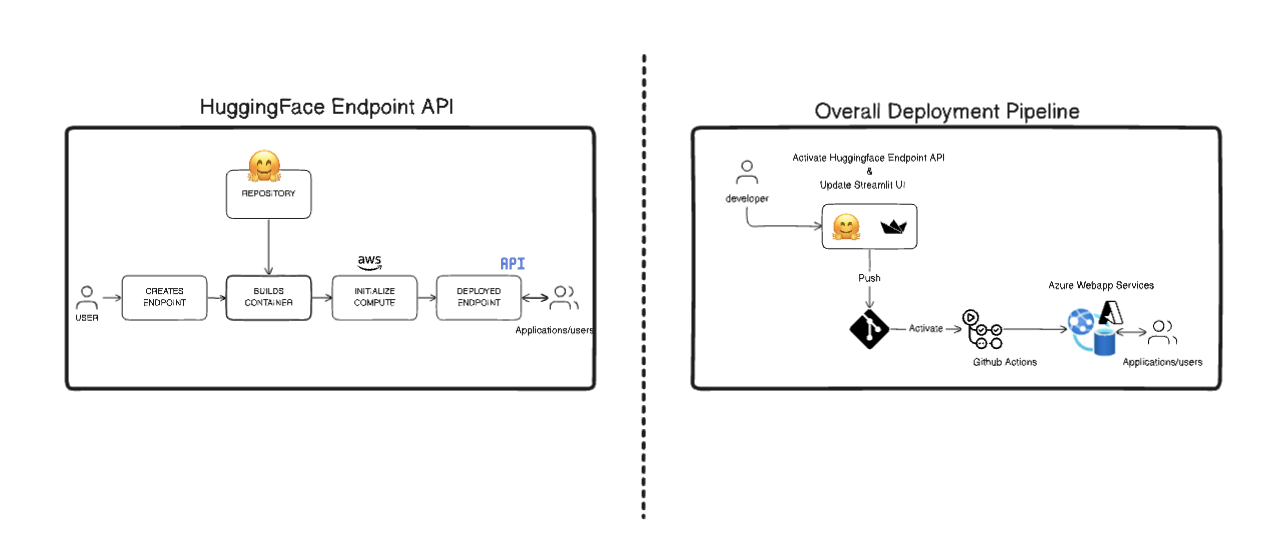 HuggingFace Endpoint API
REPOSITORY
aws
API
CREATES
ENDPOINT
BUILDS
CONTAINER
INITIALIZE
COMPUTE
DEPLOYED
ENDPOINT
USER
Applications/users
Overall Deployment Pipeline
Activate Huggingface Endpoint API
&
Update Streamlit UI
developer
Push
Azure Webapp Services
Activate
Github Actions
Applications/users